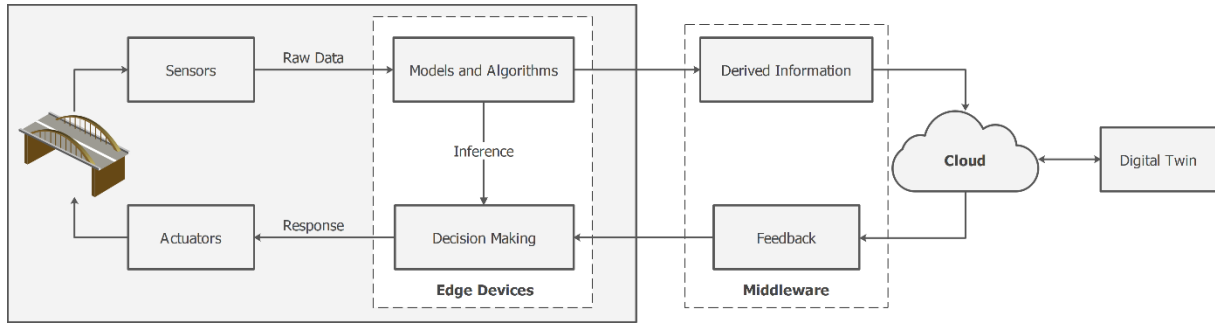 Sensors
Raw Data
Models and Algorithms
Derived Information
Inference
Cloud
Digital Twin
Actuators
Response
Decision Making
Feedback
Edge Devices
Middleware